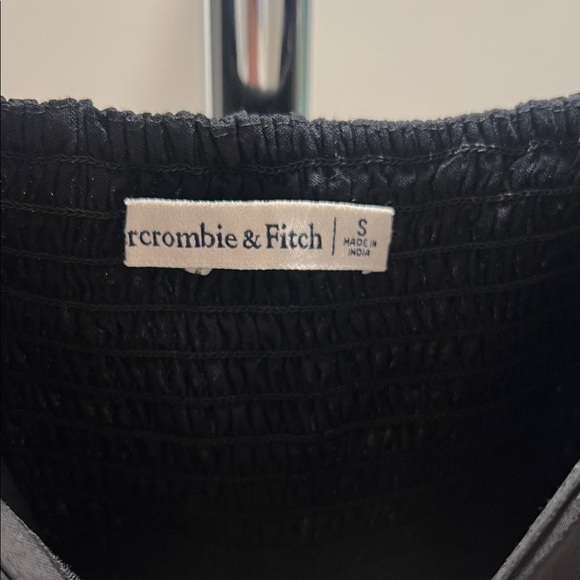 rcrombie & Fitch
S
MADE IN
INDIA